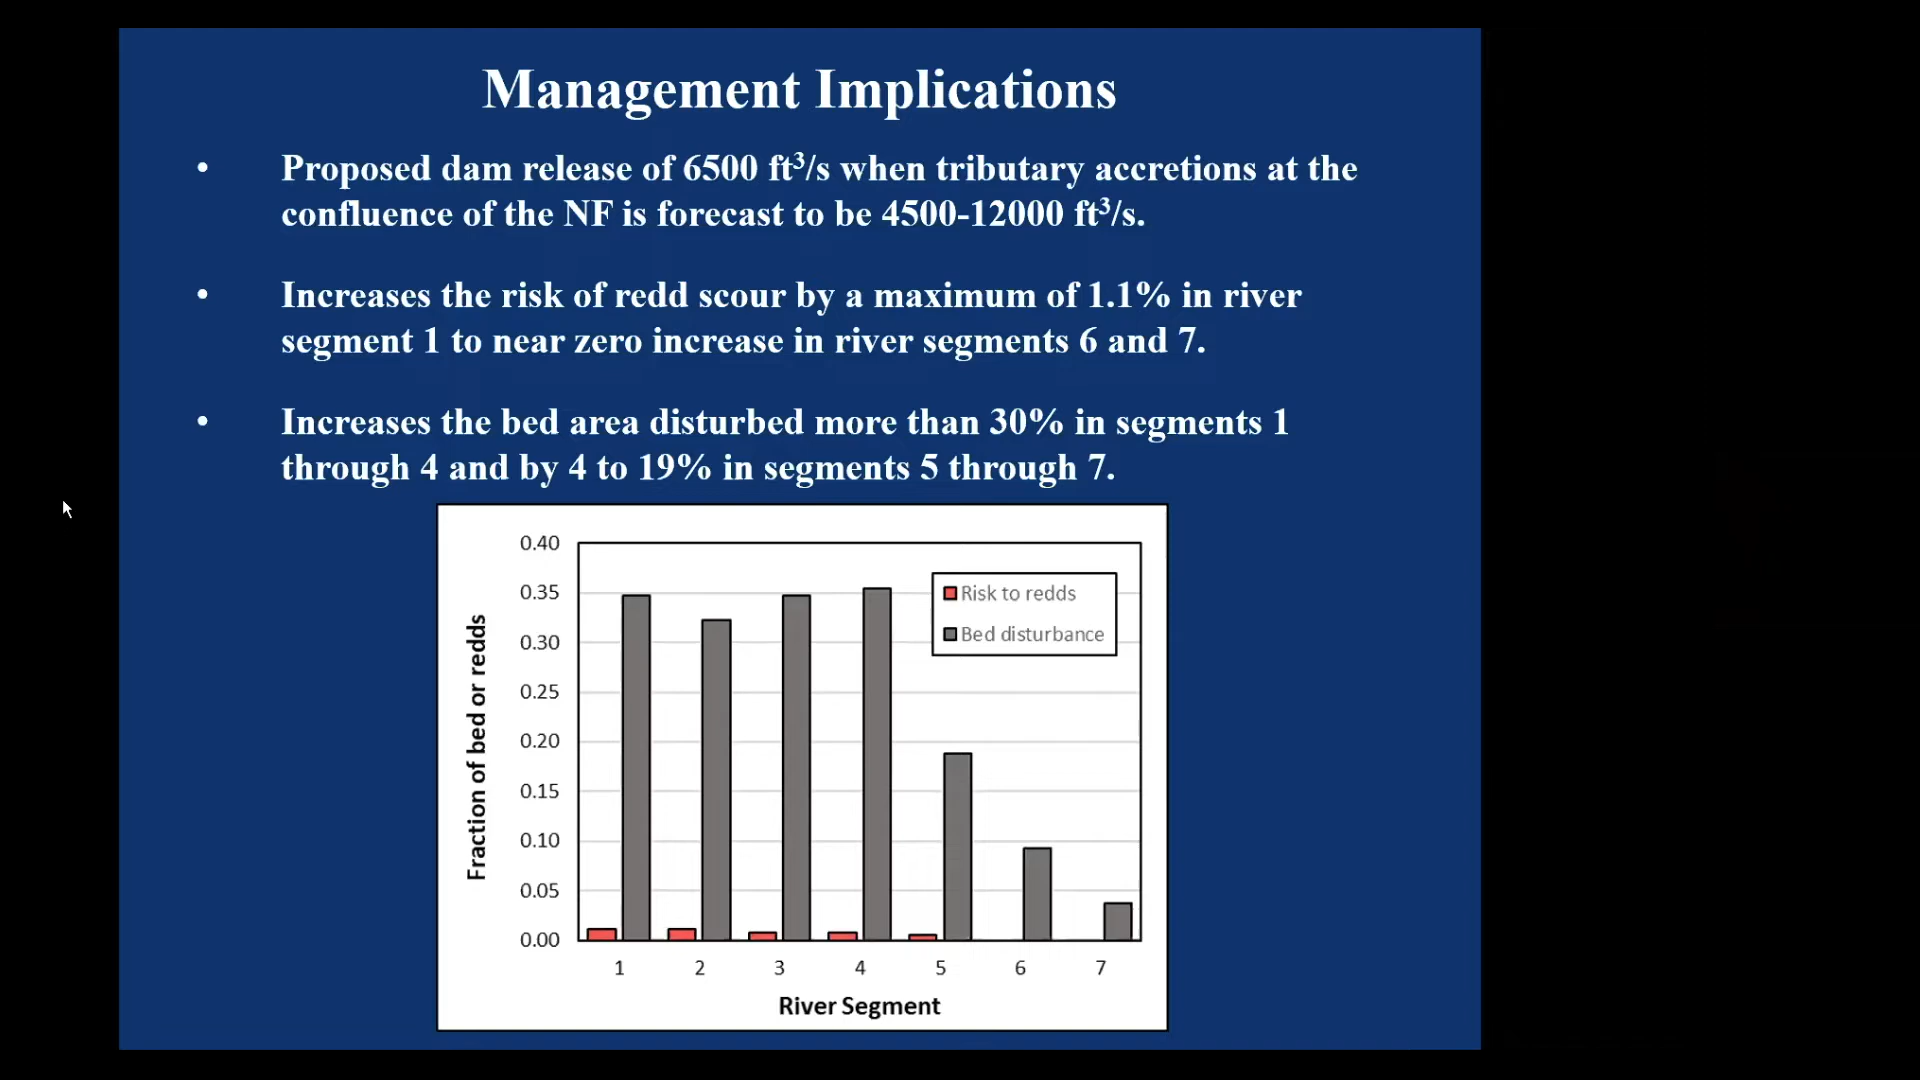 Management Implications
• Proposed dam release of 6500 ft³/s when tributary accretions at the
confluence of the NF is forecast to be 4500-12000 ft³/s.
• Increases the risk of redd scour by a maximum of 1.1% in river
segment 1 to near zero increase in river segments 6 and 7.
• Increases the bed area disturbed more than 30% in segments 1
through 4 and by 4 to 19% in segments 5 through 7.
Fraction of bed or redds
0.40
0.35
0.30
0.25
0.20
0.15
0.10
0.05
0.00
Risk to redds
Bed disturbance
1 2 3 4 5 6 7
River Segment